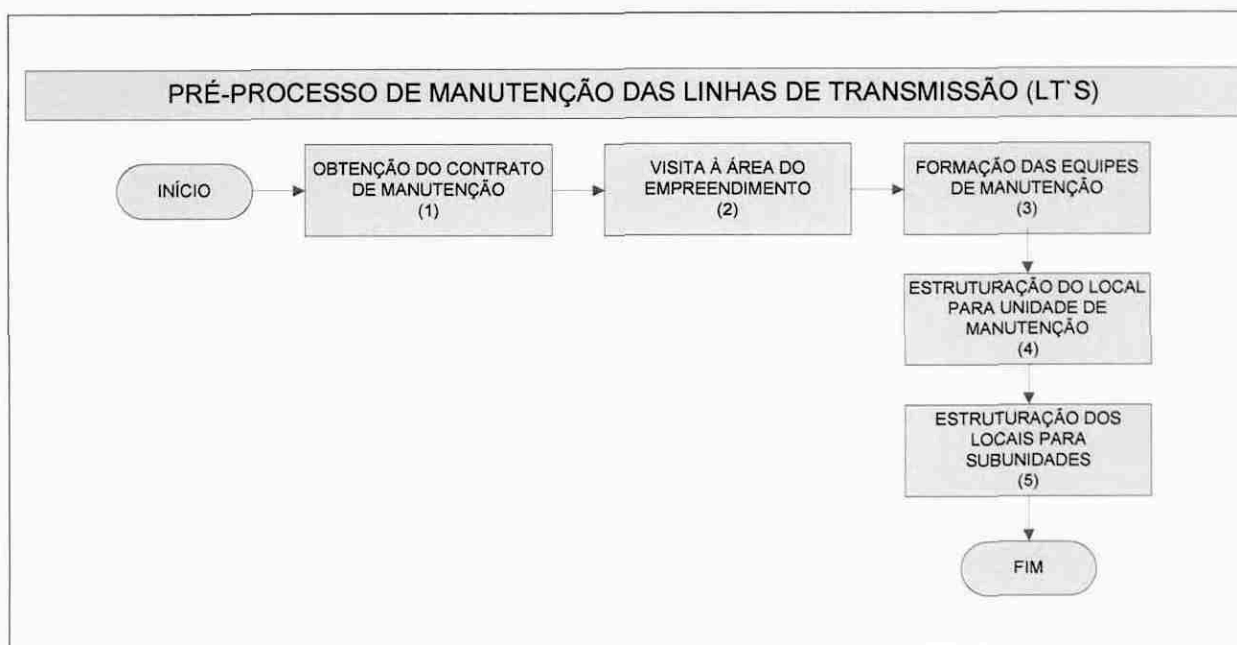 PRÉ-PROCESSO DE MANUTENÇÃO DAS LINHAS DE TRANSMISSÃO (LT`S)
INÍCIO
OBTENÇÃO DO CONTRATO
DE MANUTENÇÃO
(1)
VISITA À ÁREA DO
EMPREENDIMENTO
(2)
FORMAÇÃO DAS EQUIPES
DE MANUTENÇÃO
(3)
ESTRUTURAÇÃO DO LOCAL
PARA UNIDADE DE
MANUTENÇÃO
(4)
ESTRUTURAÇÃO DOS
LOCAIS PARA
SUBUNIDADES
(5)
FIM